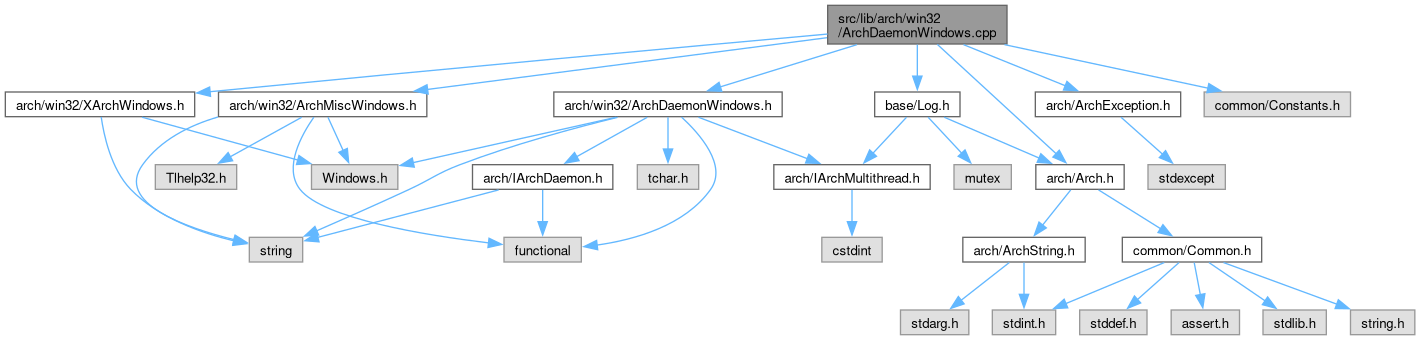 src/lib/arch/win32
/ArchDaemonWindows.cpp
arch/win32/XArchWindows.h
arch/win32/ArchMiscWindows.h
arch/win32/ArchDaemonWindows.h
base/Log.h
arch/ArchException.h
common/Constants.h
Tlhelp32.h
Windows.h
arch/IArchDaemon.h
tchar.h
arch/IArchMultithread.h
mutex
arch/Arch.h
stdexcept
string
functional
cstdint
arch/ArchString.h
common/Common.h
stdarg.h
stdint.h
stddef.h
assert.h
stdlib.h
string.h